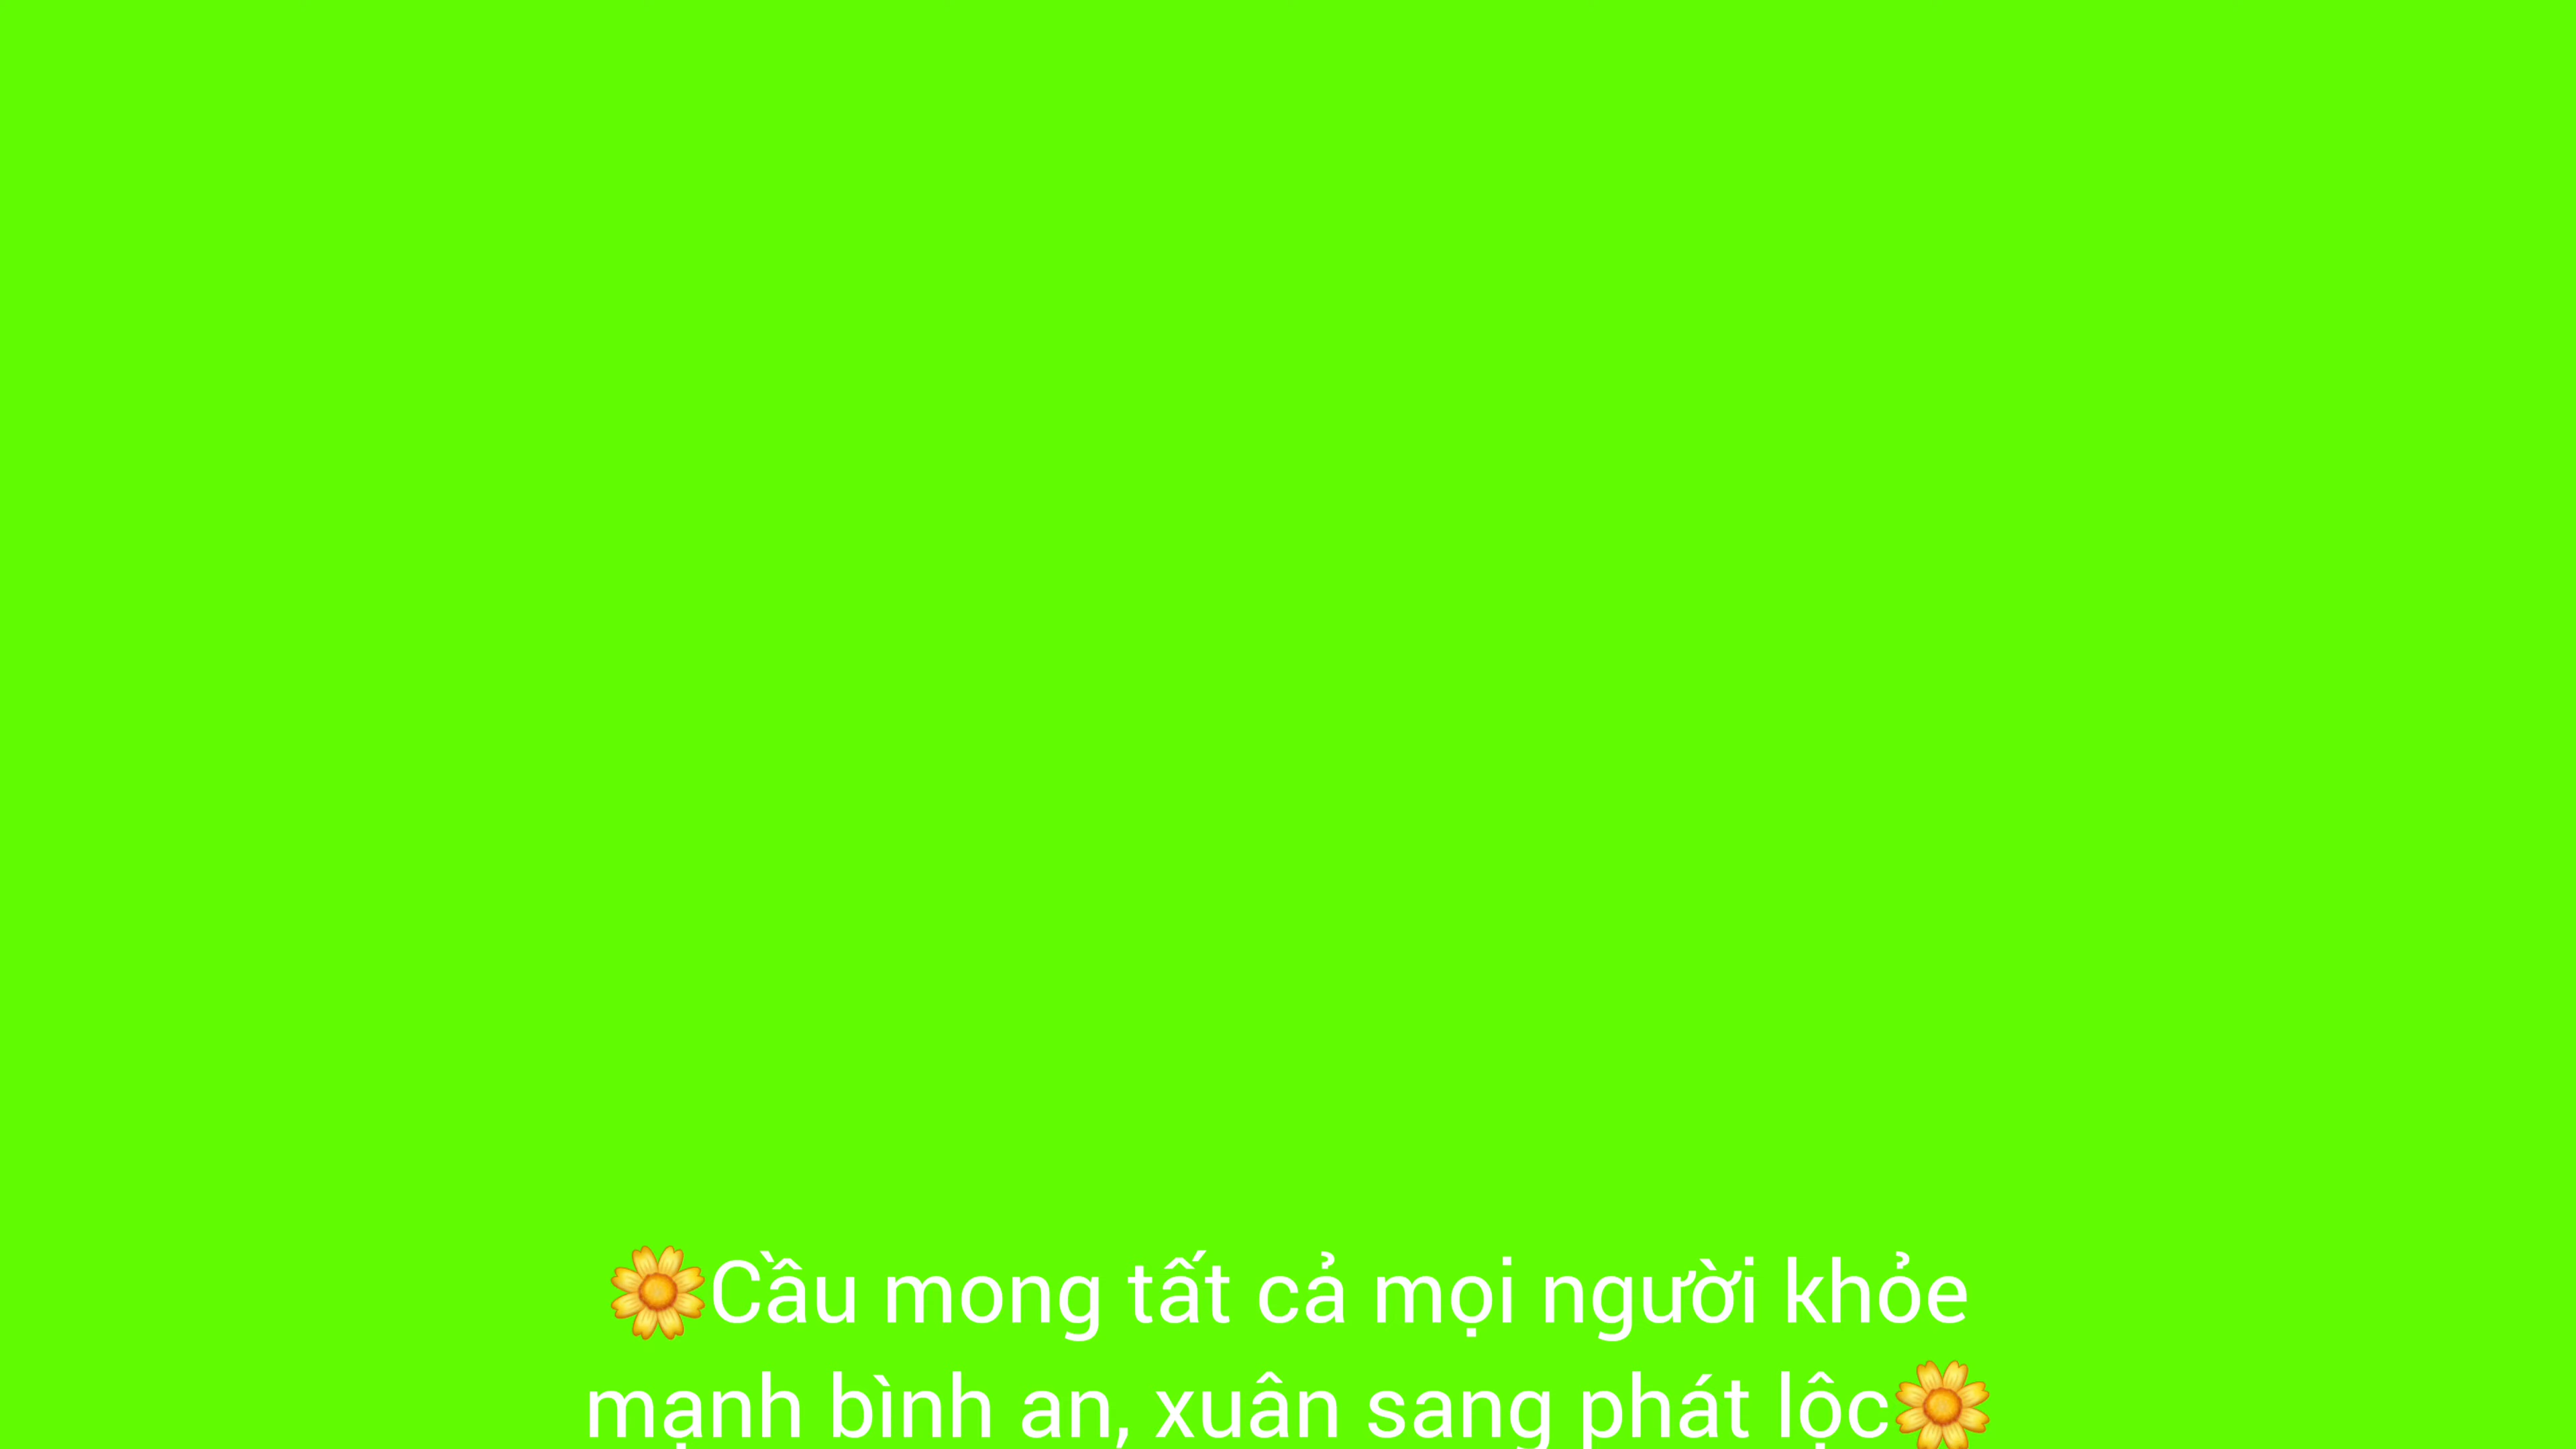 🌼Cầu mong tất cả mọi người khỏe
mạnh bình an, xuân sang phát lộc🌼